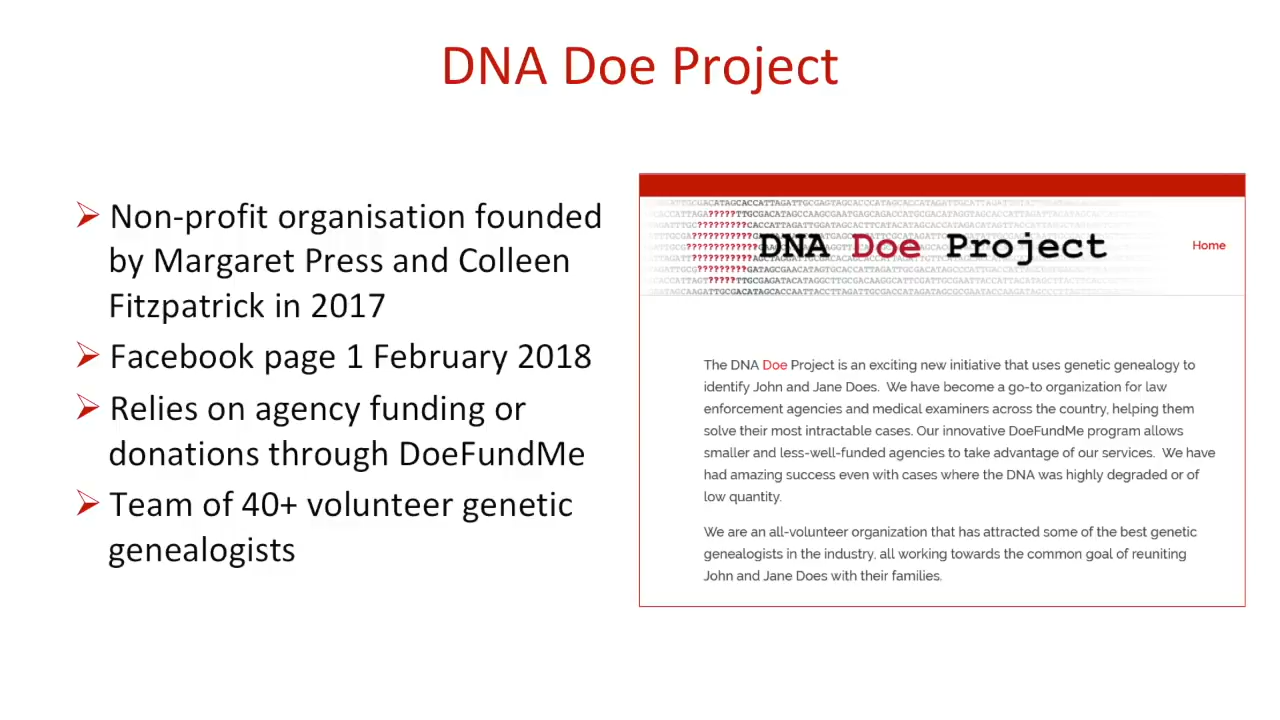 DNA Doe Project
➢ Non-profit organisation founded
by Margaret Press and Colleen
Fitzpatrick in 2017
➢ Facebook page 1 February 2018
➢ Relies on agency funding or
donations through DoeFundMe
➢ Team of 40+ volunteer genetic
genealogists
DNA Doe Project
Home
The DNA Doe Project is an exciting new initiative that uses genetic genealogy to
identify John and Jane Does.  We have become a go-to organization for law
enforcement agencies and medical examiners across the country, helping them
solve their most intractable cases. Our innovative DoeFundMe program allows
smaller and less-well-funded agencies to take advantage of our services.  We have
had amazing success even with cases where the DNA was highly degraded or of
low quantity.
We are an all-volunteer organization that has attracted some of the best genetic
genealogists in the industry, all working towards the common goal of reuniting
John and Jane Does with their families.